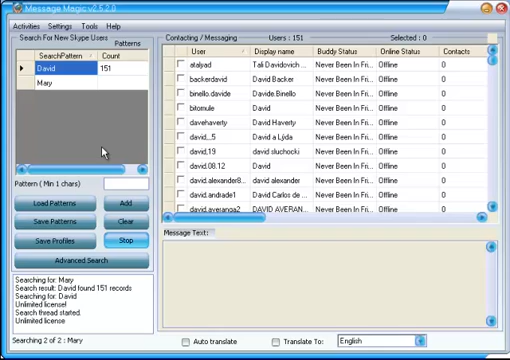 Message Magic v2.5.2.0
Activities Settings Tools Help
Search For New Skype Users
Patterns
SearchPattern Count
David 151
Mary
Pattern ( Min 1 chars)
Load Patterns Add
Save Patterns Clear
Save Profiles Stop
Advanced Search
Searching for: Mary
Search result: David found 151 records
Searching for: David
Unlimited license!
Search thread started.
Unlimited license
Searching 2 of 2 : Mary
Contacting / Messaging Users : 151 Selected : 0
User Display name Buddy Status Online Status Contacts
atalyad Tali Davidovich ... Never Been In Fri... Offline 0
backerdavid David Backer Never Been In Fri... Offline 0
binello.davide Davide.Binello Never Been In Fri... Offline 0
bitomule David Never Been In Fri... Offline 0
davehaverty David Haverty Never Been In Fri... Offline 0
david,,,5 David a Lýda Never Been In Fri... Offline 0
david,19 david sluchocki Never Been In Fri... Offline 0
david.08.12 David Never Been In Fri... Offline 0
david.alexander8... david alexander Never Been In Fri... Offline 0
david.andrade1 David Carlos de ... Never Been In Fri... Offline 0
david.averanga2 DAVID AVERAN... Never Been In Fri... Offline 0
Message Text:
Auto translate Translate To: English